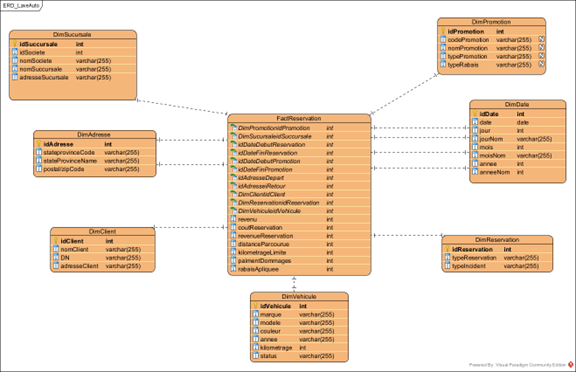 ERD_LaveAuto
DimSucursale
idSuccursale int
idSociete int
nomSociete varchar(255)
nomSuccursale varchar(255)
adresseSucursale varchar(255)
DimPromotion
idPromotion int
codePromotion varchar(255)
nomPromotion varchar(255)
typePromotion varchar(255)
typeRabais varchar(255)
DimAdresse
idAdresse int
stateprovinceCode int
stateProvinceName varchar(255)
postal/zipCode varchar(255)
FactReservation
DimPromotionidPromotion int
DimSucursaleidSuccursale int
idDateDebutReservation int
idDateFinReservation int
idDateDebutPromotion int
idDateFinPromotion int
idAdresseDepart int
idAdresseRetour int
DimClientidClient int
DimReservationidReservation int
DimVehiculeidVehicule int
revenu int
coutReservation int
revenueReservation int
distanceParcourue int
kilometrageLimite int
paimentDommages int
rabaisApliquee int
DimDate
idDate int
date date
jour int
jourNom varchar(255)
mois int
moisNom varchar(255)
annee int
anneeNom int
DimClient
idClient int
nomClient varchar(255)
DN varchar(255)
adresseClient varchar(255)
DimReservation
idReservation int
typeReservation varchar(255)
typeIncident varchar(255)
DimVehicule
idVehicule int
marque varchar(255)
modele varchar(255)
couleur varchar(255)
annee varchar(255)
kilometrage int
status varchar(255)
Powered By: Visual Paradigm Community Edition